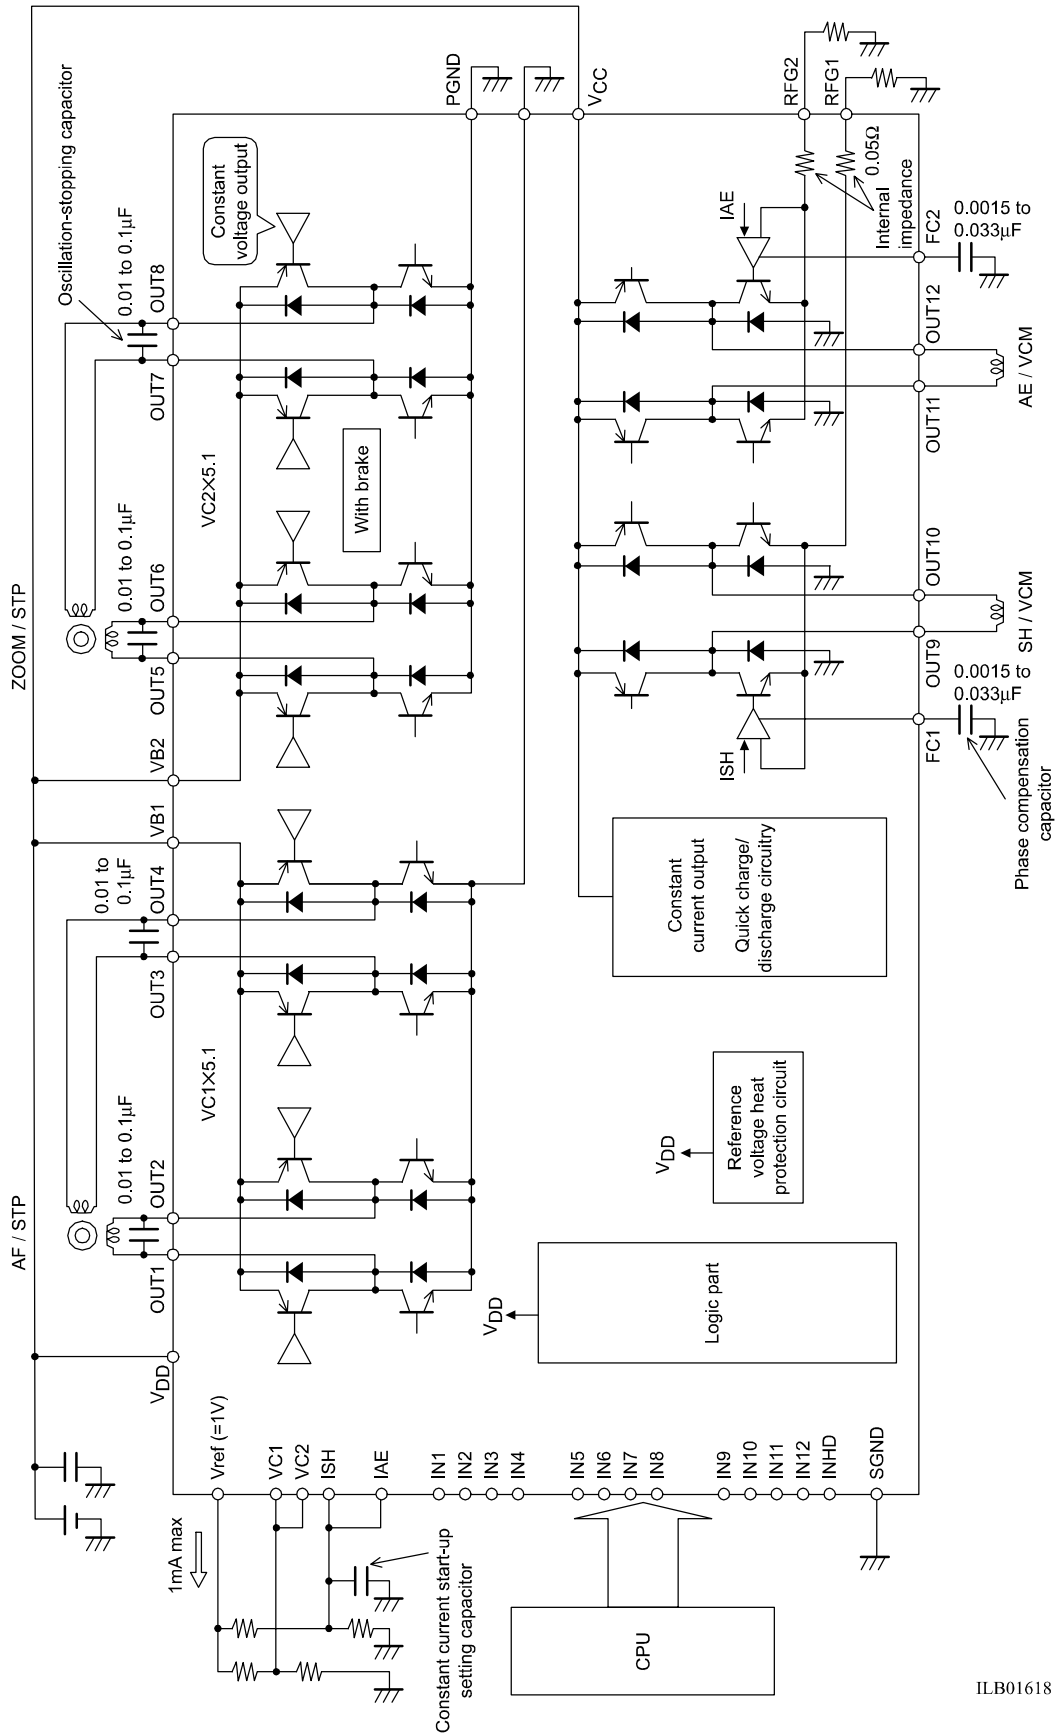 ZOOM / STP
AF / STP
Oscillation-stopping capacitor
0.01 to 0.1μF
OUT8
OUT7
0.01 to 0.1μF
OUT6
OUT5
VB2
VB1
0.01 to
0.1μF
OUT4
OUT3
0.01 to 0.1μF
OUT2
OUT1
VDD
Constant
voltage output
VC2X5.1
With brake
VC1X5.1
PGND
VCC
RFG2
RFG1
0.05Ω
Internal
impedance
IAE
FC2
0.0015 to
0.033μF
OUT12
OUT11
AE / VCM
OUT10
OUT9
SH / VCM
0.0015 to
0.033μF
FC1
ISH
Phase compensation
capacitor
Constant
current output
Quick charge/
discharge circuitry
Reference
voltage heat
protection circuit
VDD
Logic part
VDD
Vref (=1V)
VC1
VC2
ISH
IAE
IN1
IN2
IN3
IN4
IN5
IN6
IN7
IN8
IN9
IN10
IN11
IN12
INHD
SGND
1mA max
Constant current start-up
setting capacitor
CPU
ILB01618